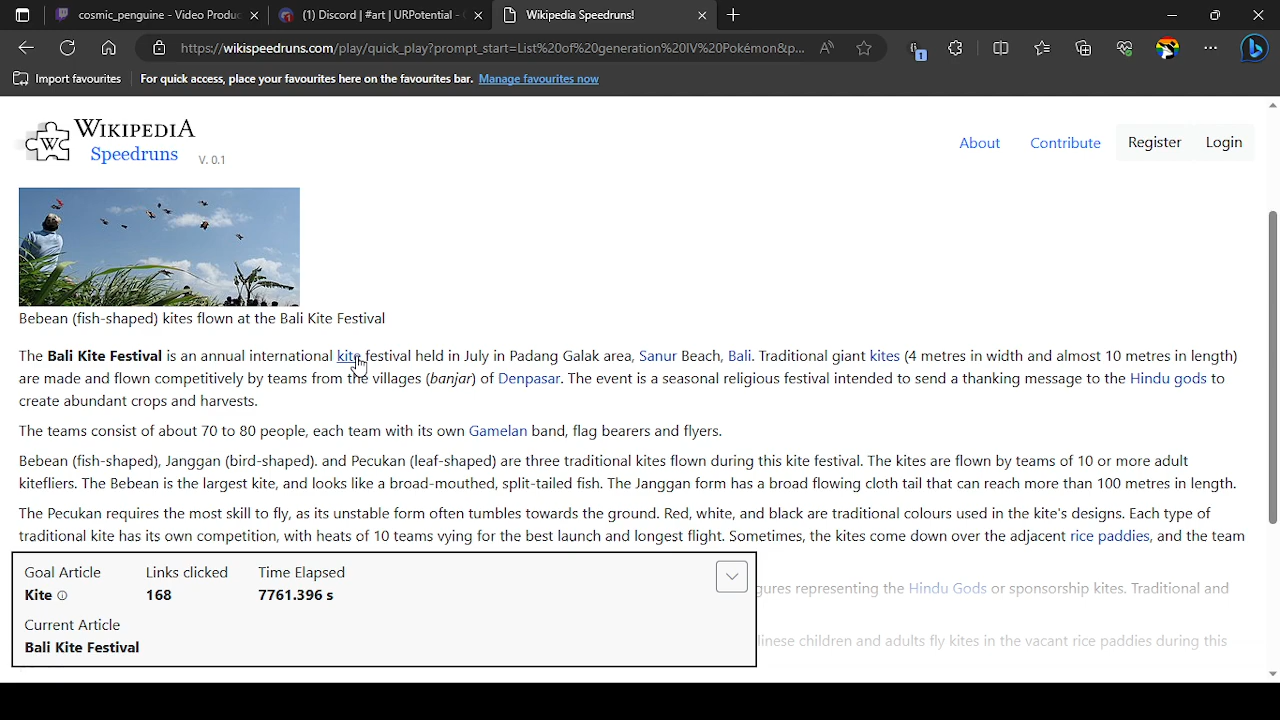 cosmic_penguine - Video Produc
(1) Discord | #art | URPotential -
Wikipedia Speedruns!
https://wikispeedruns.com/play/quick_play?prompt_start=List%20of%20generation%20IV%20Pokémon&p...
1
Import favourites
For quick access, place your favourites here on the favourites bar. Manage favourites now
W
WIKIPEDIA
Speedruns V. 0.1
About Contribute Register Login
Bebean (fish-shaped) kites flown at the Bali Kite Festival
The Bali Kite Festival is an annual international kite festival held in July in Padang Galak area, Sanur Beach, Bali. Traditional giant kites (4 metres in width and almost 10 metres in length)
are made and flown competitively by teams from the villages (banjar) of Denpasar. The event is a seasonal religious festival intended to send a thanking message to the Hindu gods to
create abundant crops and harvests.
The teams consist of about 70 to 80 people, each team with its own Gamelan band, flag bearers and flyers.
Bebean (fish-shaped), Janggan (bird-shaped). and Pecukan (leaf-shaped) are three traditional kites flown during this kite festival. The kites are flown by teams of 10 or more adult
kitefliers. The Bebean is the largest kite, and looks like a broad-mouthed, split-tailed fish. The Janggan form has a broad flowing cloth tail that can reach more than 100 metres in length.
The Pecukan requires the most skill to fly, as its unstable form often tumbles towards the ground. Red, white, and black are traditional colours used in the kite's designs. Each type of
traditional kite has its own competition, with heats of 10 teams vying for the best launch and longest flight. Sometimes, the kites come down over the adjacent rice paddies, and the team
gures representing the Hindu Gods or sponsorship kites. Traditional and
linese children and adults fly kites in the vacant rice paddies during this
Goal Article Links clicked Time Elapsed
Kite 168 7761.396 s
Current Article
Bali Kite Festival